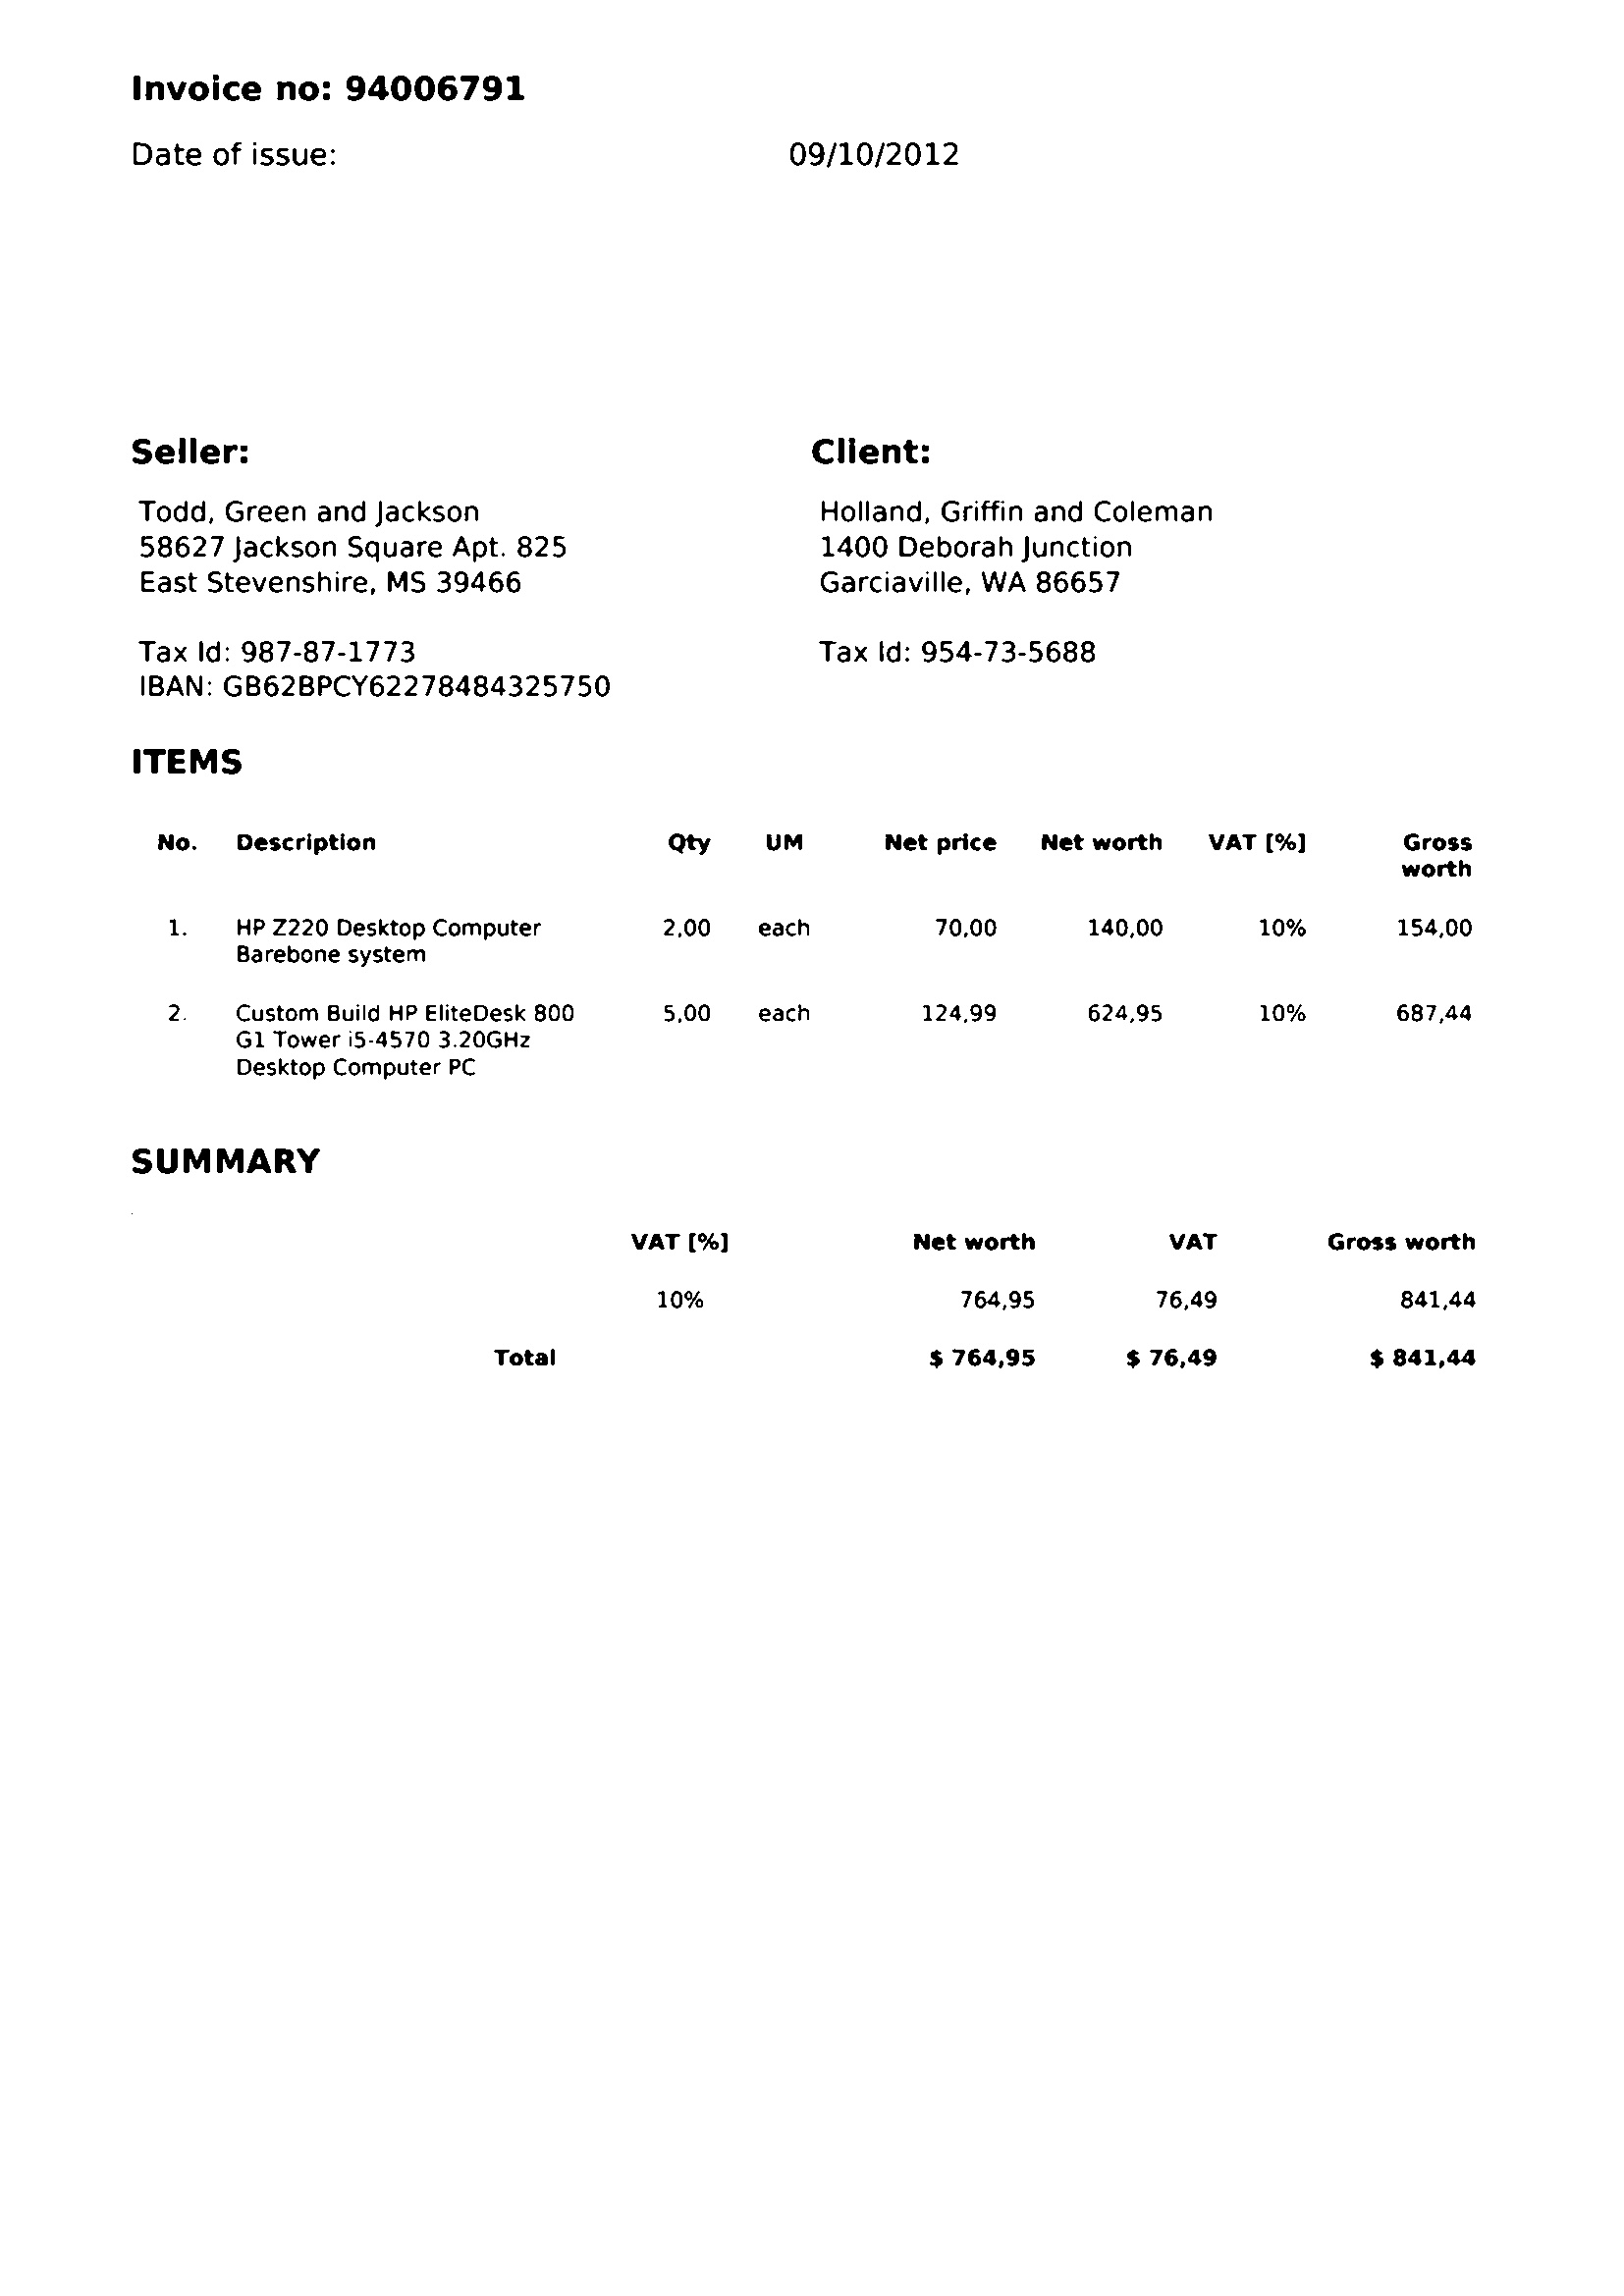 Invoice no: 94006791
Date of issue: 09/10/2012
Seller:
Todd, Green and Jackson
58627 Jackson Square Apt. 825
East Stevenshire, MS 39466
Tax Id: 987-87-1773
IBAN: GB62BPCY62278484325750
Client:
Holland, Griffin and Coleman
1400 Deborah Junction
Garciaville, WA 86657
Tax Id: 954-73-5688
ITEMS
No. Description Qty UM Net price Net worth VAT [%] Gross
worth
1. HP Z220 Desktop Computer 2,00 each 70,00 140,00 10% 154,00
Barebone system
2. Custom Build HP EliteDesk 800 5,00 each 124,99 624,95 10% 687,44
G1 Tower i5-4570 3.20GHz
Desktop Computer PC
SUMMARY
VAT [%] Net worth VAT Gross worth
10% 764,95 76,49 841,44
Total $ 764,95 $ 76,49 $ 841,44